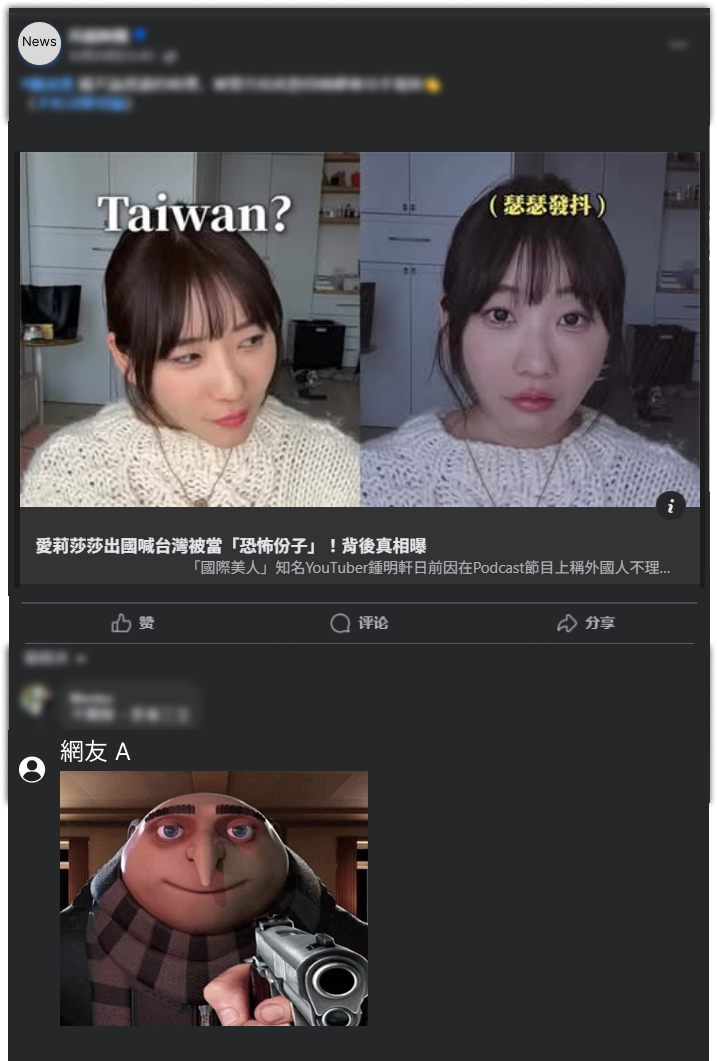 News
Taiwan?
（瑟瑟發抖）
愛莉莎莎出國喊台灣被當「恐怖份子」！背後真相曝
「國際美人」知名YouTuber鍾明軒日前因在Podcast節目上稱外國人不理...
赞
评论
分享
網友 A